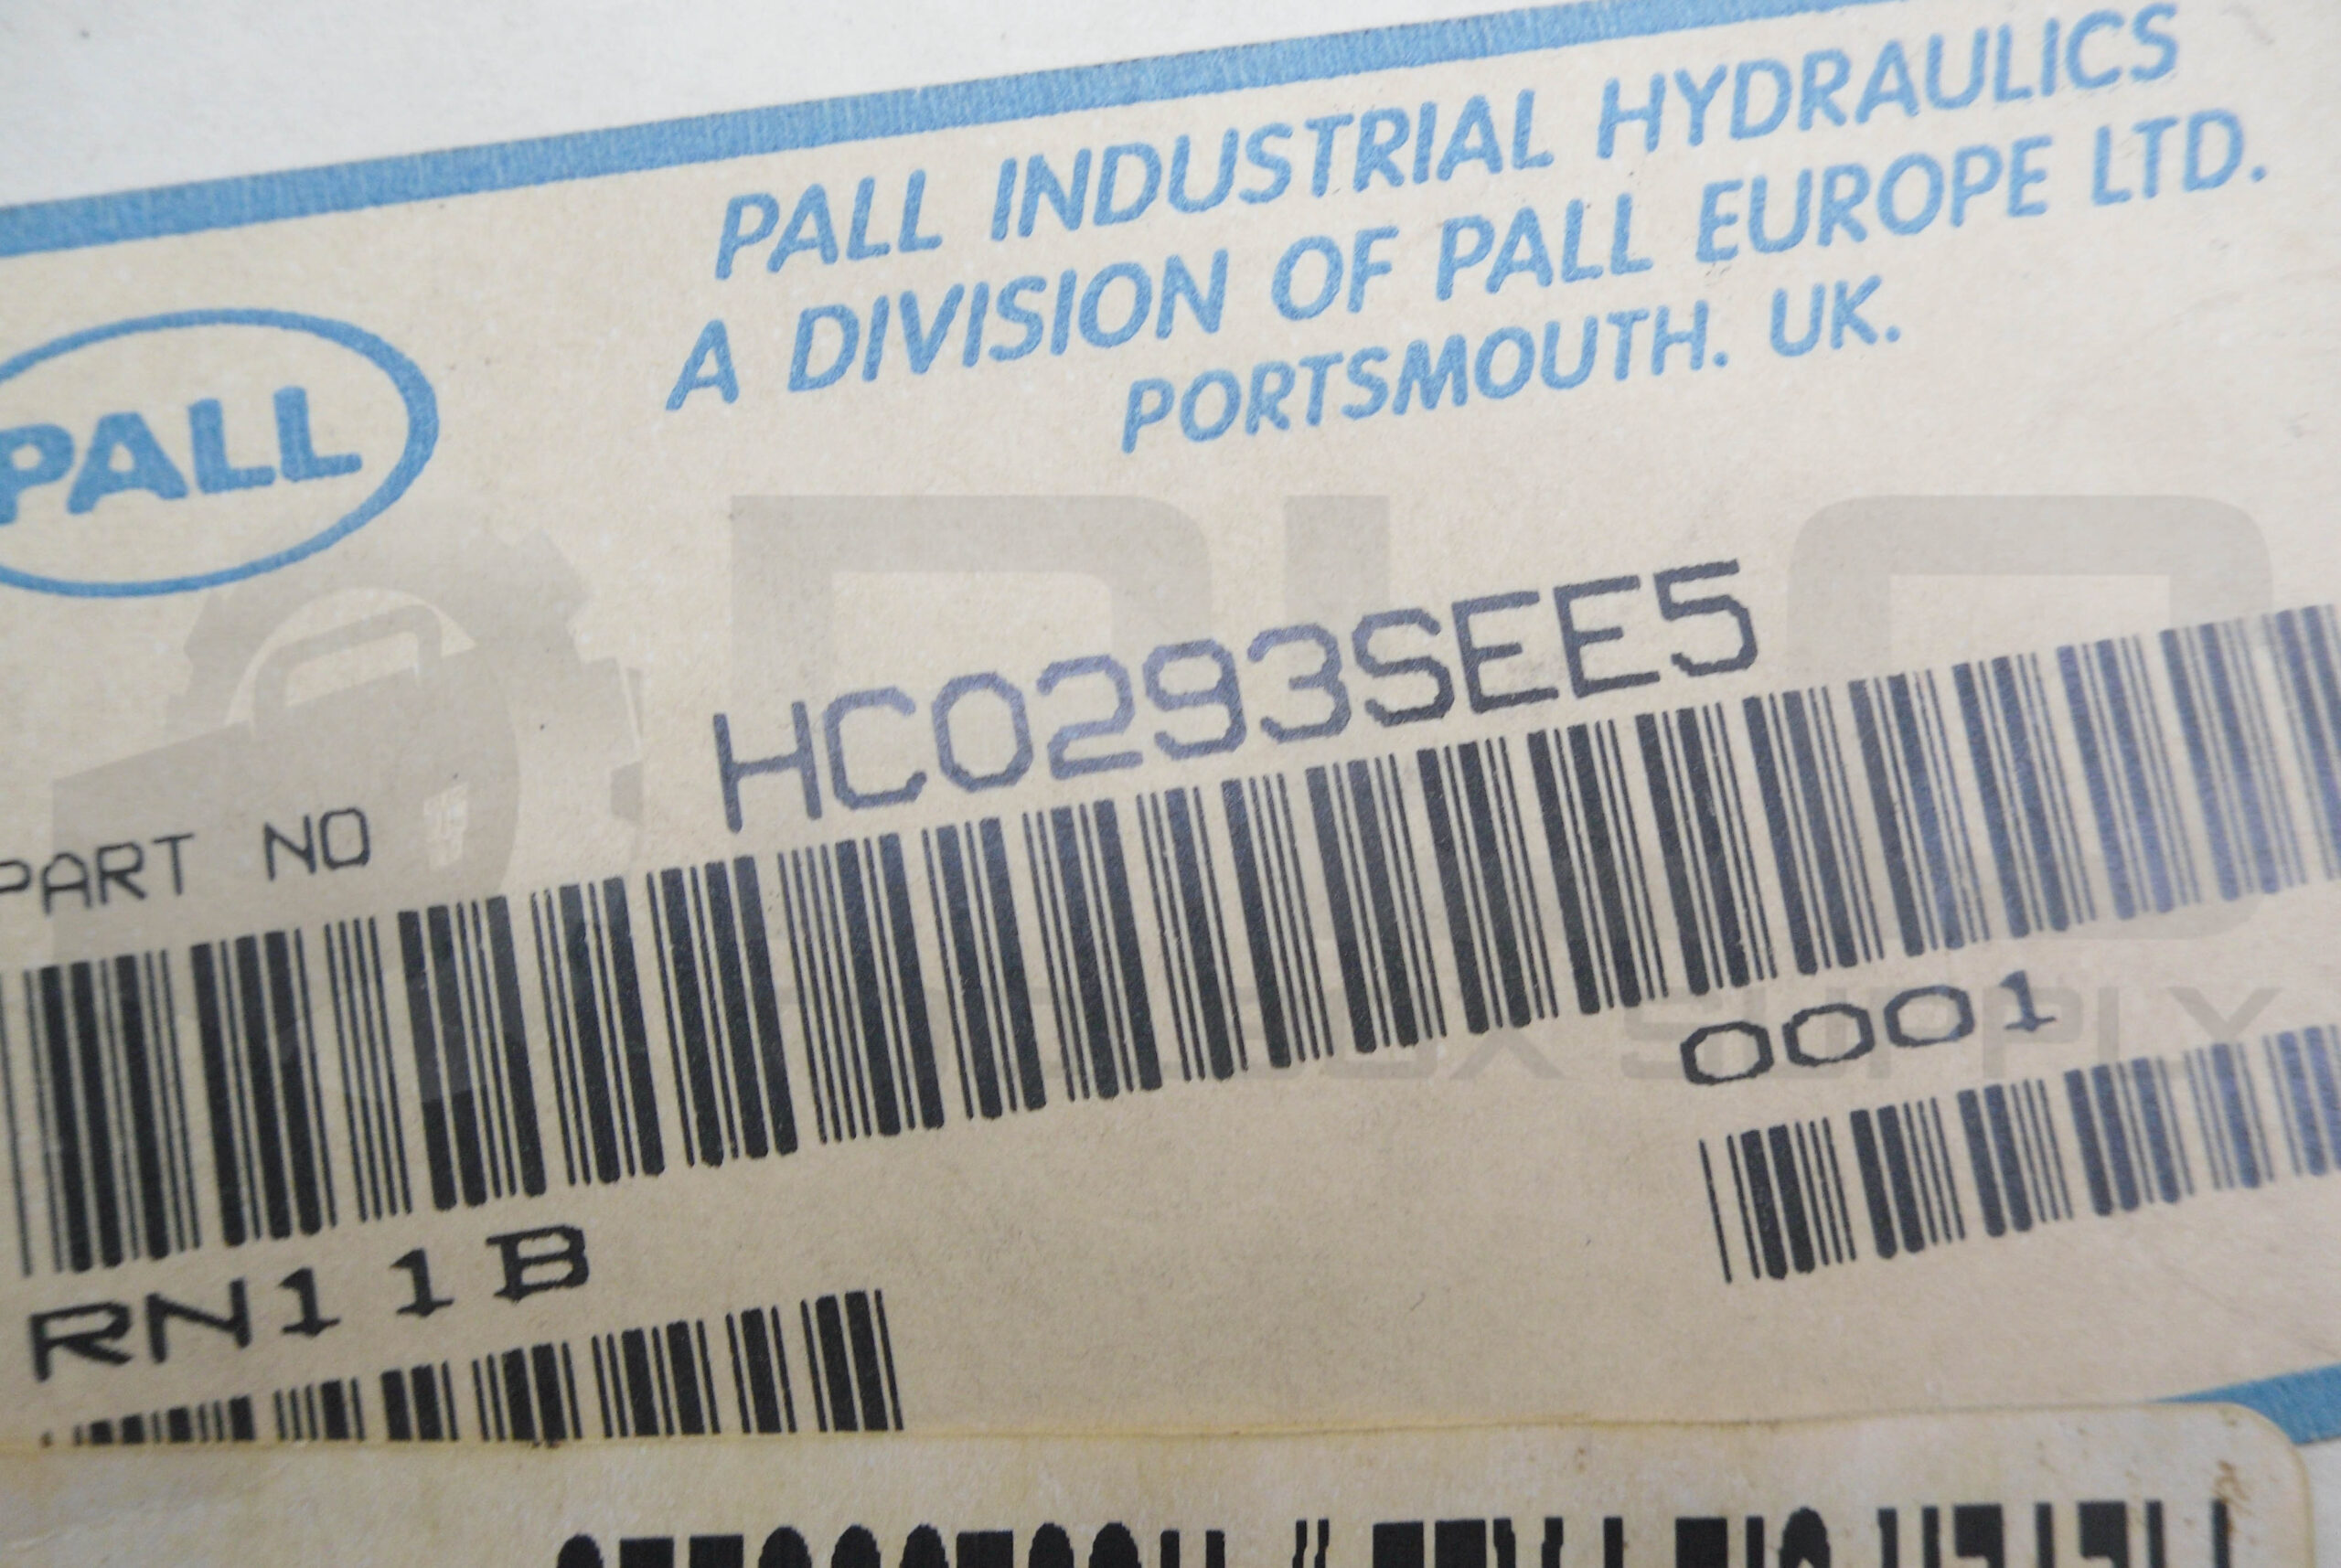 PALL INDUSTRIAL HYDRAULICS
A DIVISION OF PALL EUROPE LTD.
PORTSMOUTH. UK.
PALL
PART NO HC0293SEE5
0001
RN11B